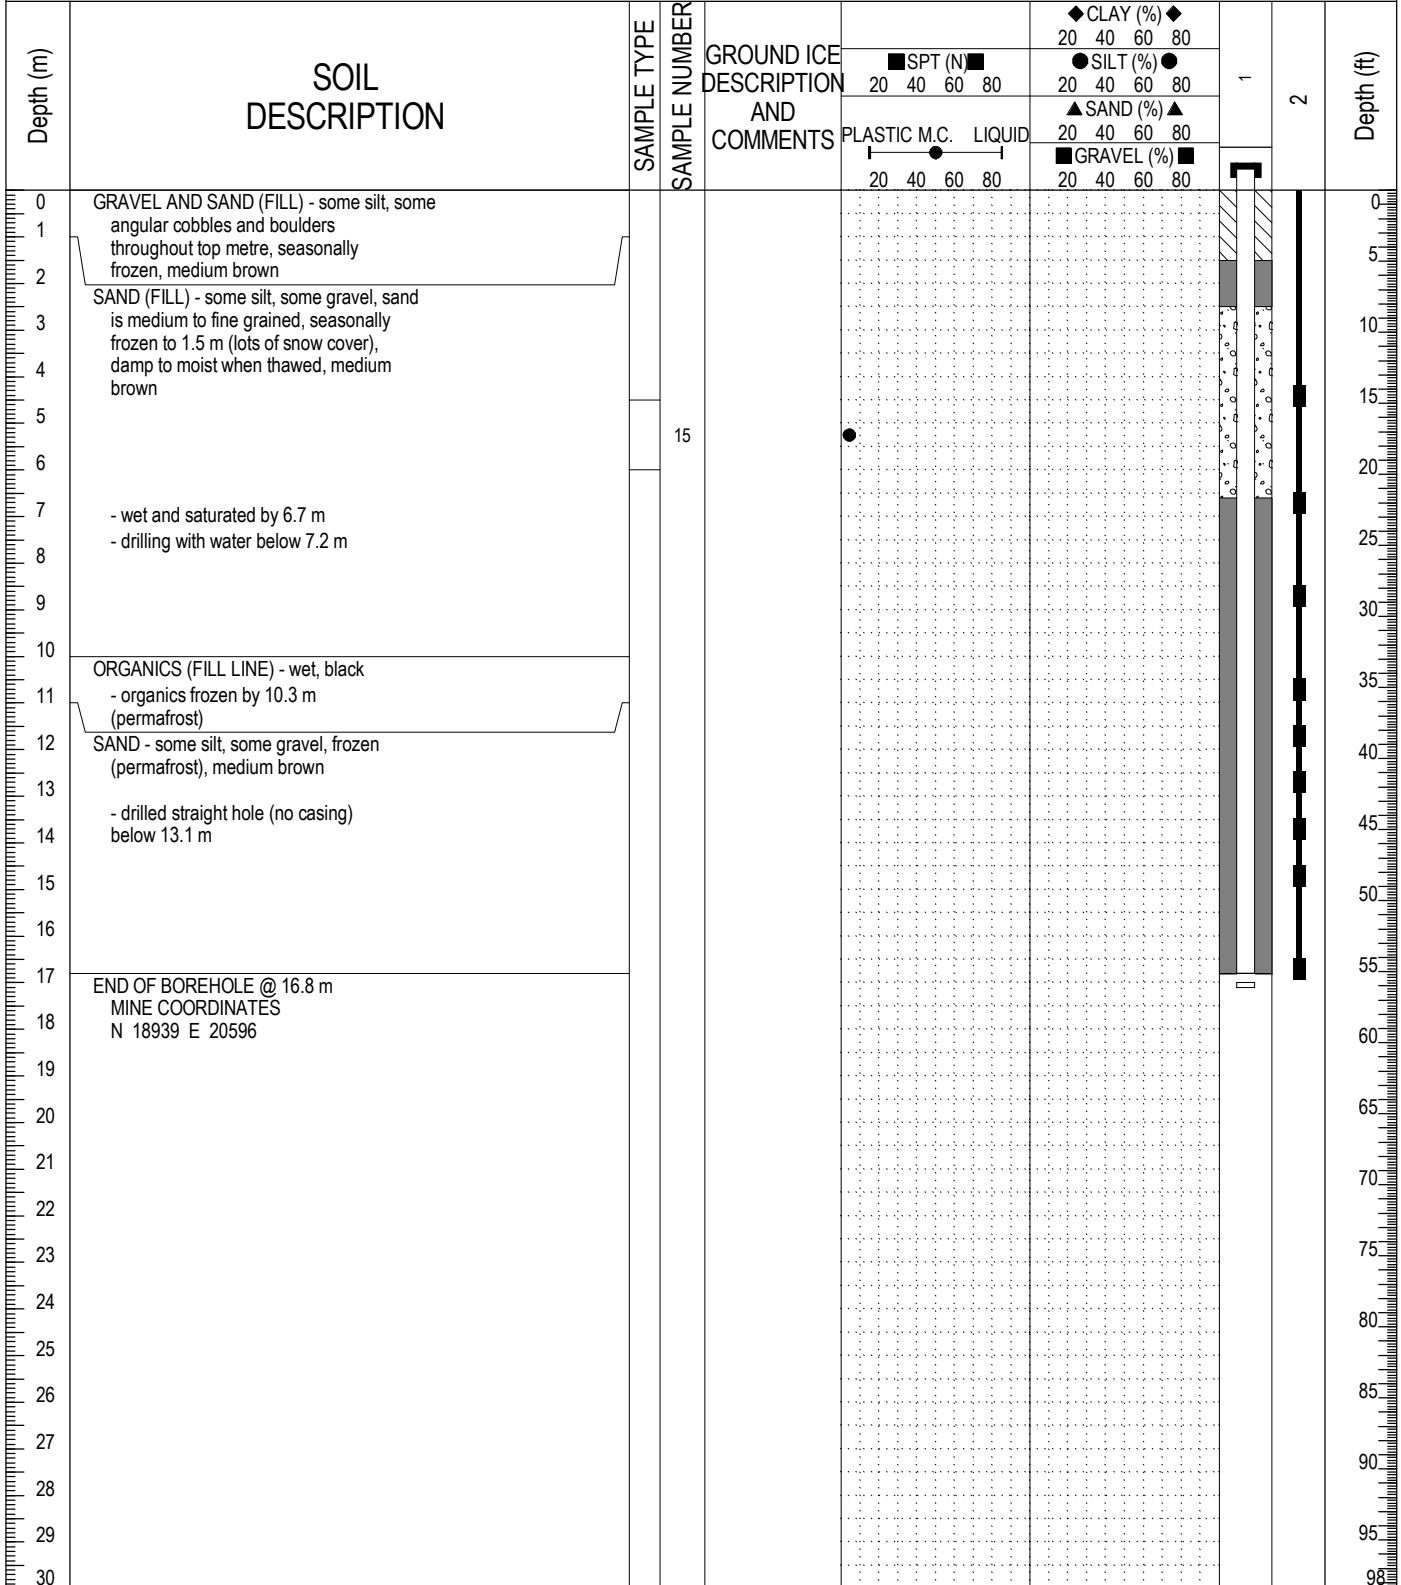 Depth (m)
SOIL
DESCRIPTION
SAMPLE TYPE
SAMPLE NUMBER
GROUND ICE
DESCRIPTION
AND
COMMENTS
SPT (N)
20 40 60 80
PLASTIC M.C. LIQUID
20 40 60 80
CLAY (%)
20 40 60 80
SILT (%)
20 40 60 80
SAND (%)
20 40 60 80
GRAVEL (%)
20 40 60 80
1
2
Depth (ft)
0
1
2
3
4
5
6
7
8
9
10
11
12
13
14
15
16
17
18
19
20
21
22
23
24
25
26
27
28
29
30
GRAVEL AND SAND (FILL) - some silt, some
angular cobbles and boulders
throughout top metre, seasonally
frozen, medium brown
SAND (FILL) - some silt, some gravel, sand
is medium to fine grained, seasonally
frozen to 1.5 m (lots of snow cover),
damp to moist when thawed, medium
brown
15
- wet and saturated by 6.7 m
- drilling with water below 7.2 m
ORGANICS (FILL LINE) - wet, black
- organics frozen by 10.3 m
(permafrost)
SAND - some silt, some gravel, frozen
(permafrost), medium brown
- drilled straight hole (no casing)
below 13.1 m
END OF BOREHOLE @ 16.8 m
MINE COORDINATES
N 18939 E 20596
0
5
10
15
20
25
30
35
40
45
50
55
60
65
70
75
80
85
90
95
98